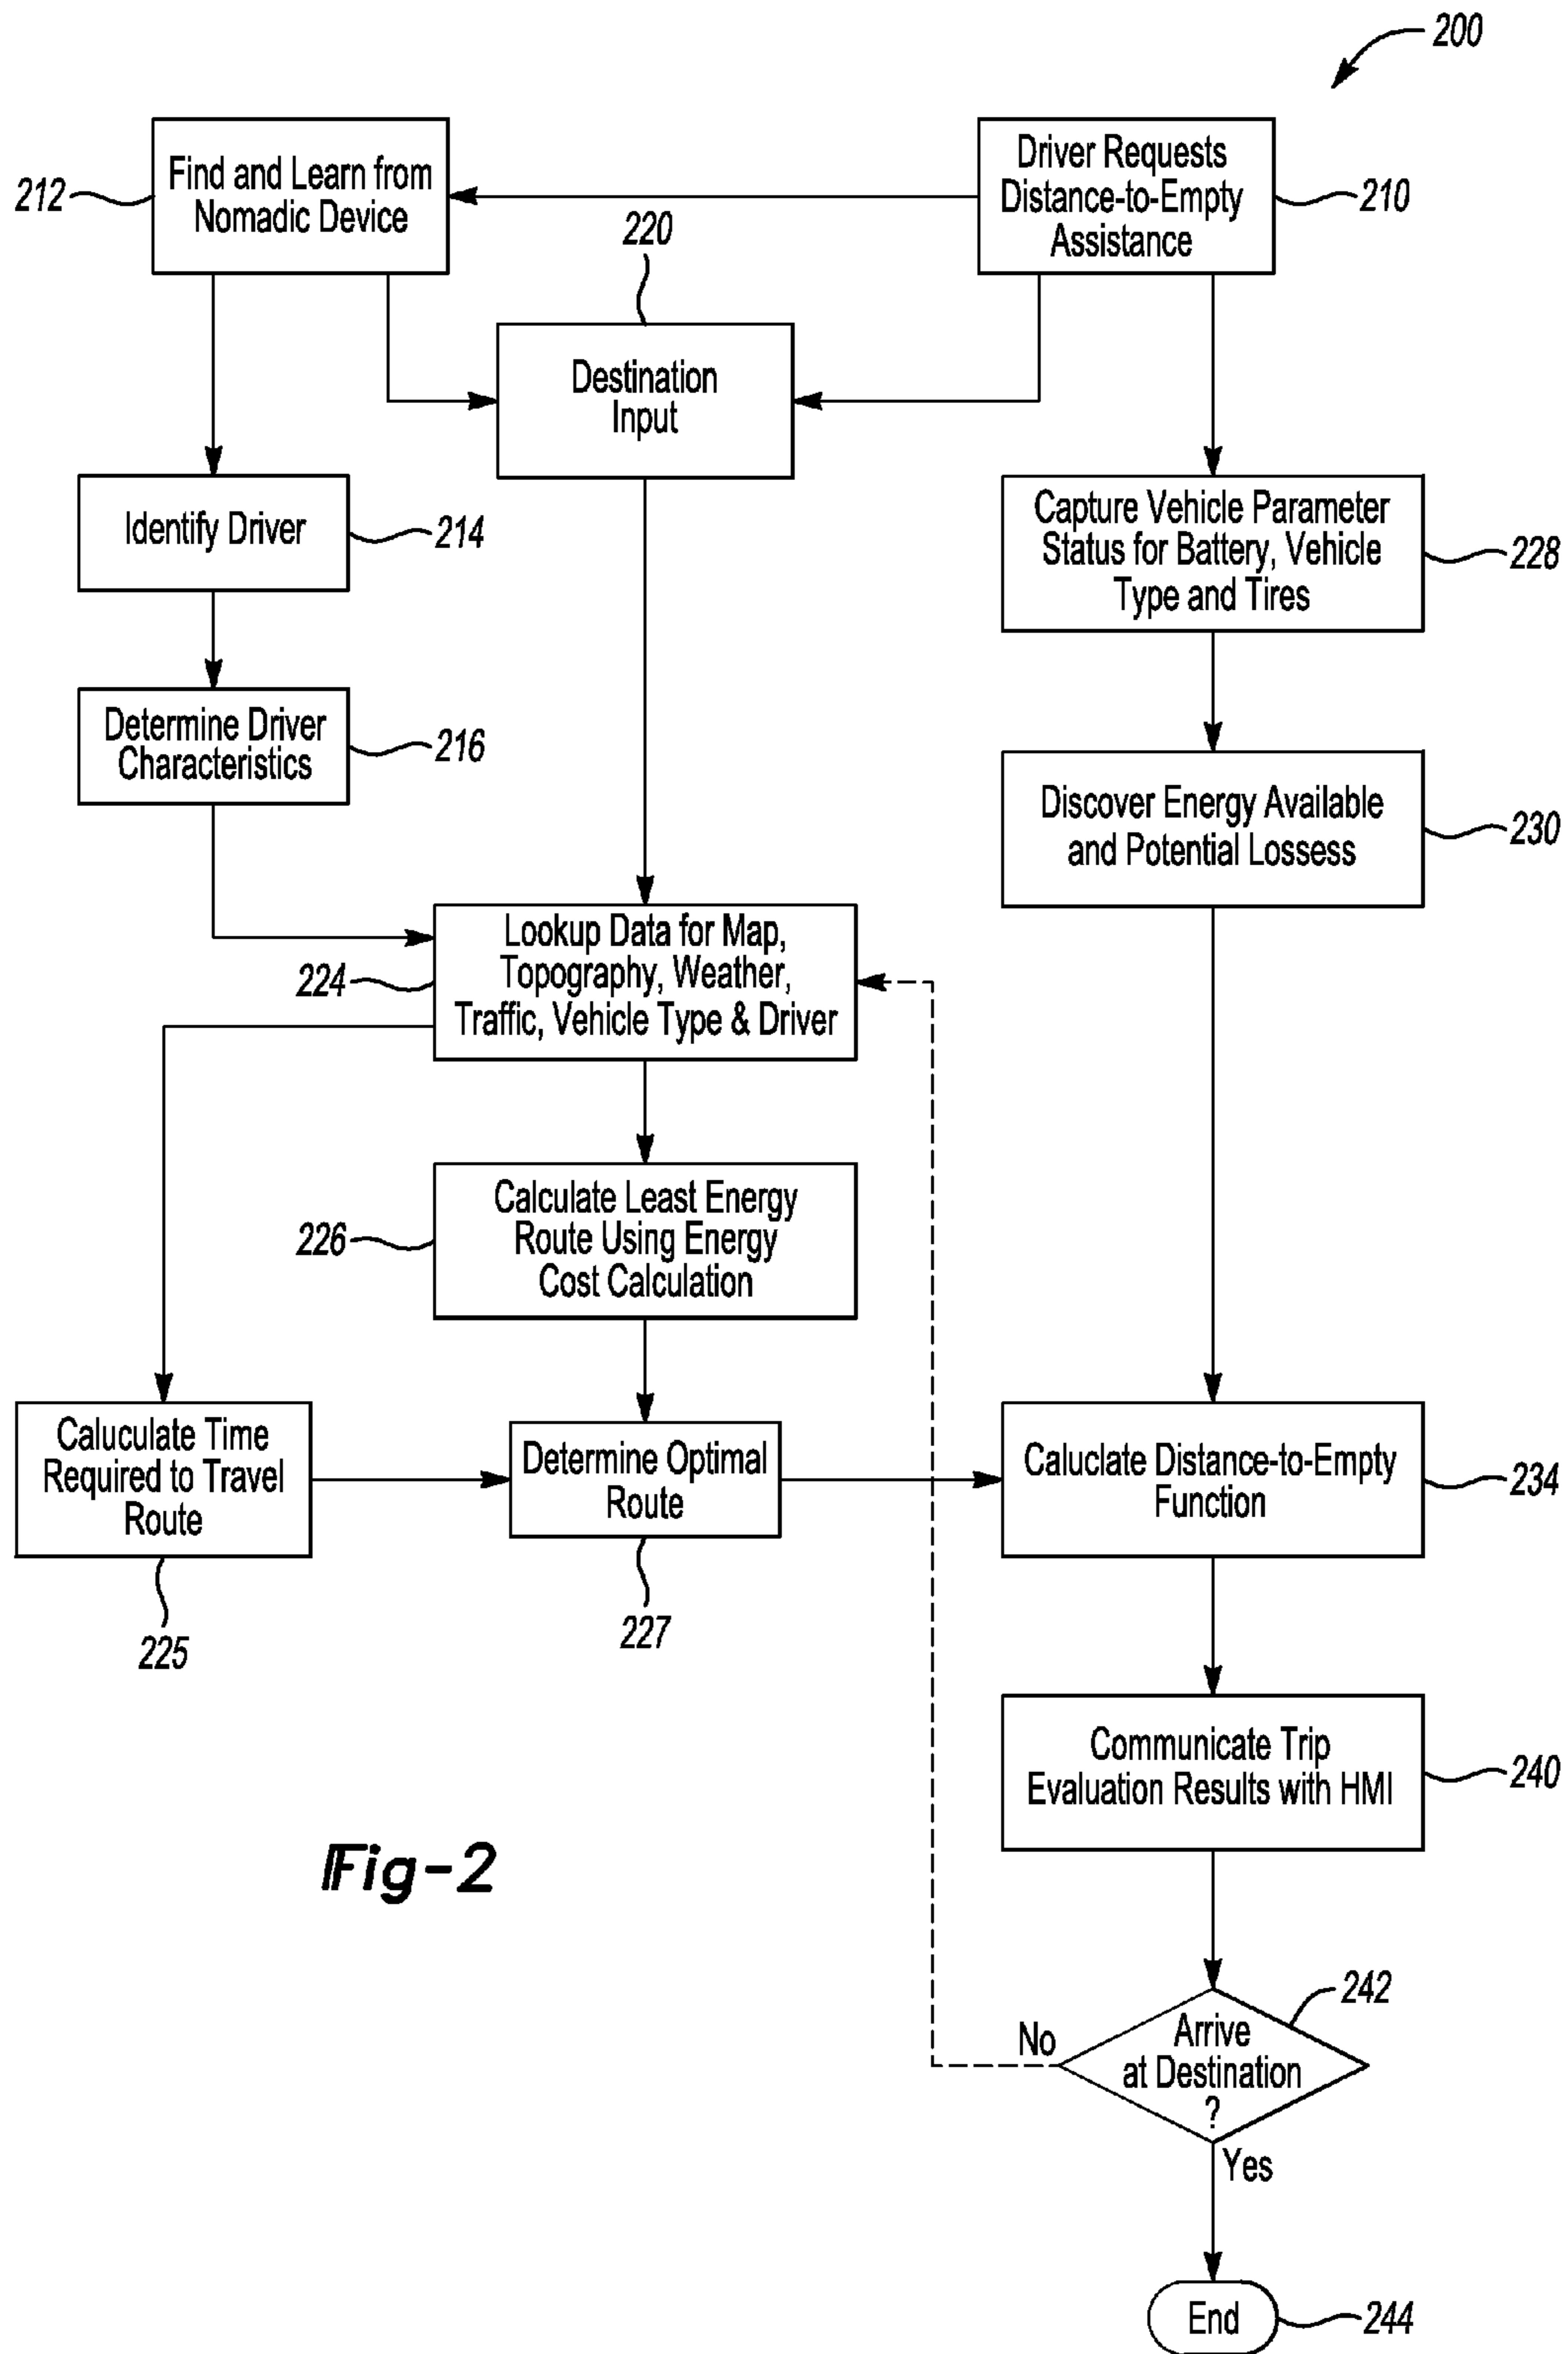 200
Find and Learn from
Nomadic Device
212
Driver Requests
Distance-to-Empty
Assistance
210
220
Destination
Input
Identify Driver
214
Capture Vehicle Parameter
Status for Battery, Vehicle
Type and Tires
228
Determine Driver
Characteristics
216
Discover Energy Available
and Potential Lossess
230
Lookup Data for Map,
Topography, Weather,
Traffic, Vehicle Type & Driver
224
Calculate Least Energy
Route Using Energy
Cost Calculation
226
Caluculate Time
Required to Travel
Route
225
Determine Optimal
Route
227
Caluclate Distance-to-Empty
Function
234
Communicate Trip
Evaluation Results with HMI
240
Fig-2
242
No
Arrive
at Destination
?
Yes
End
244